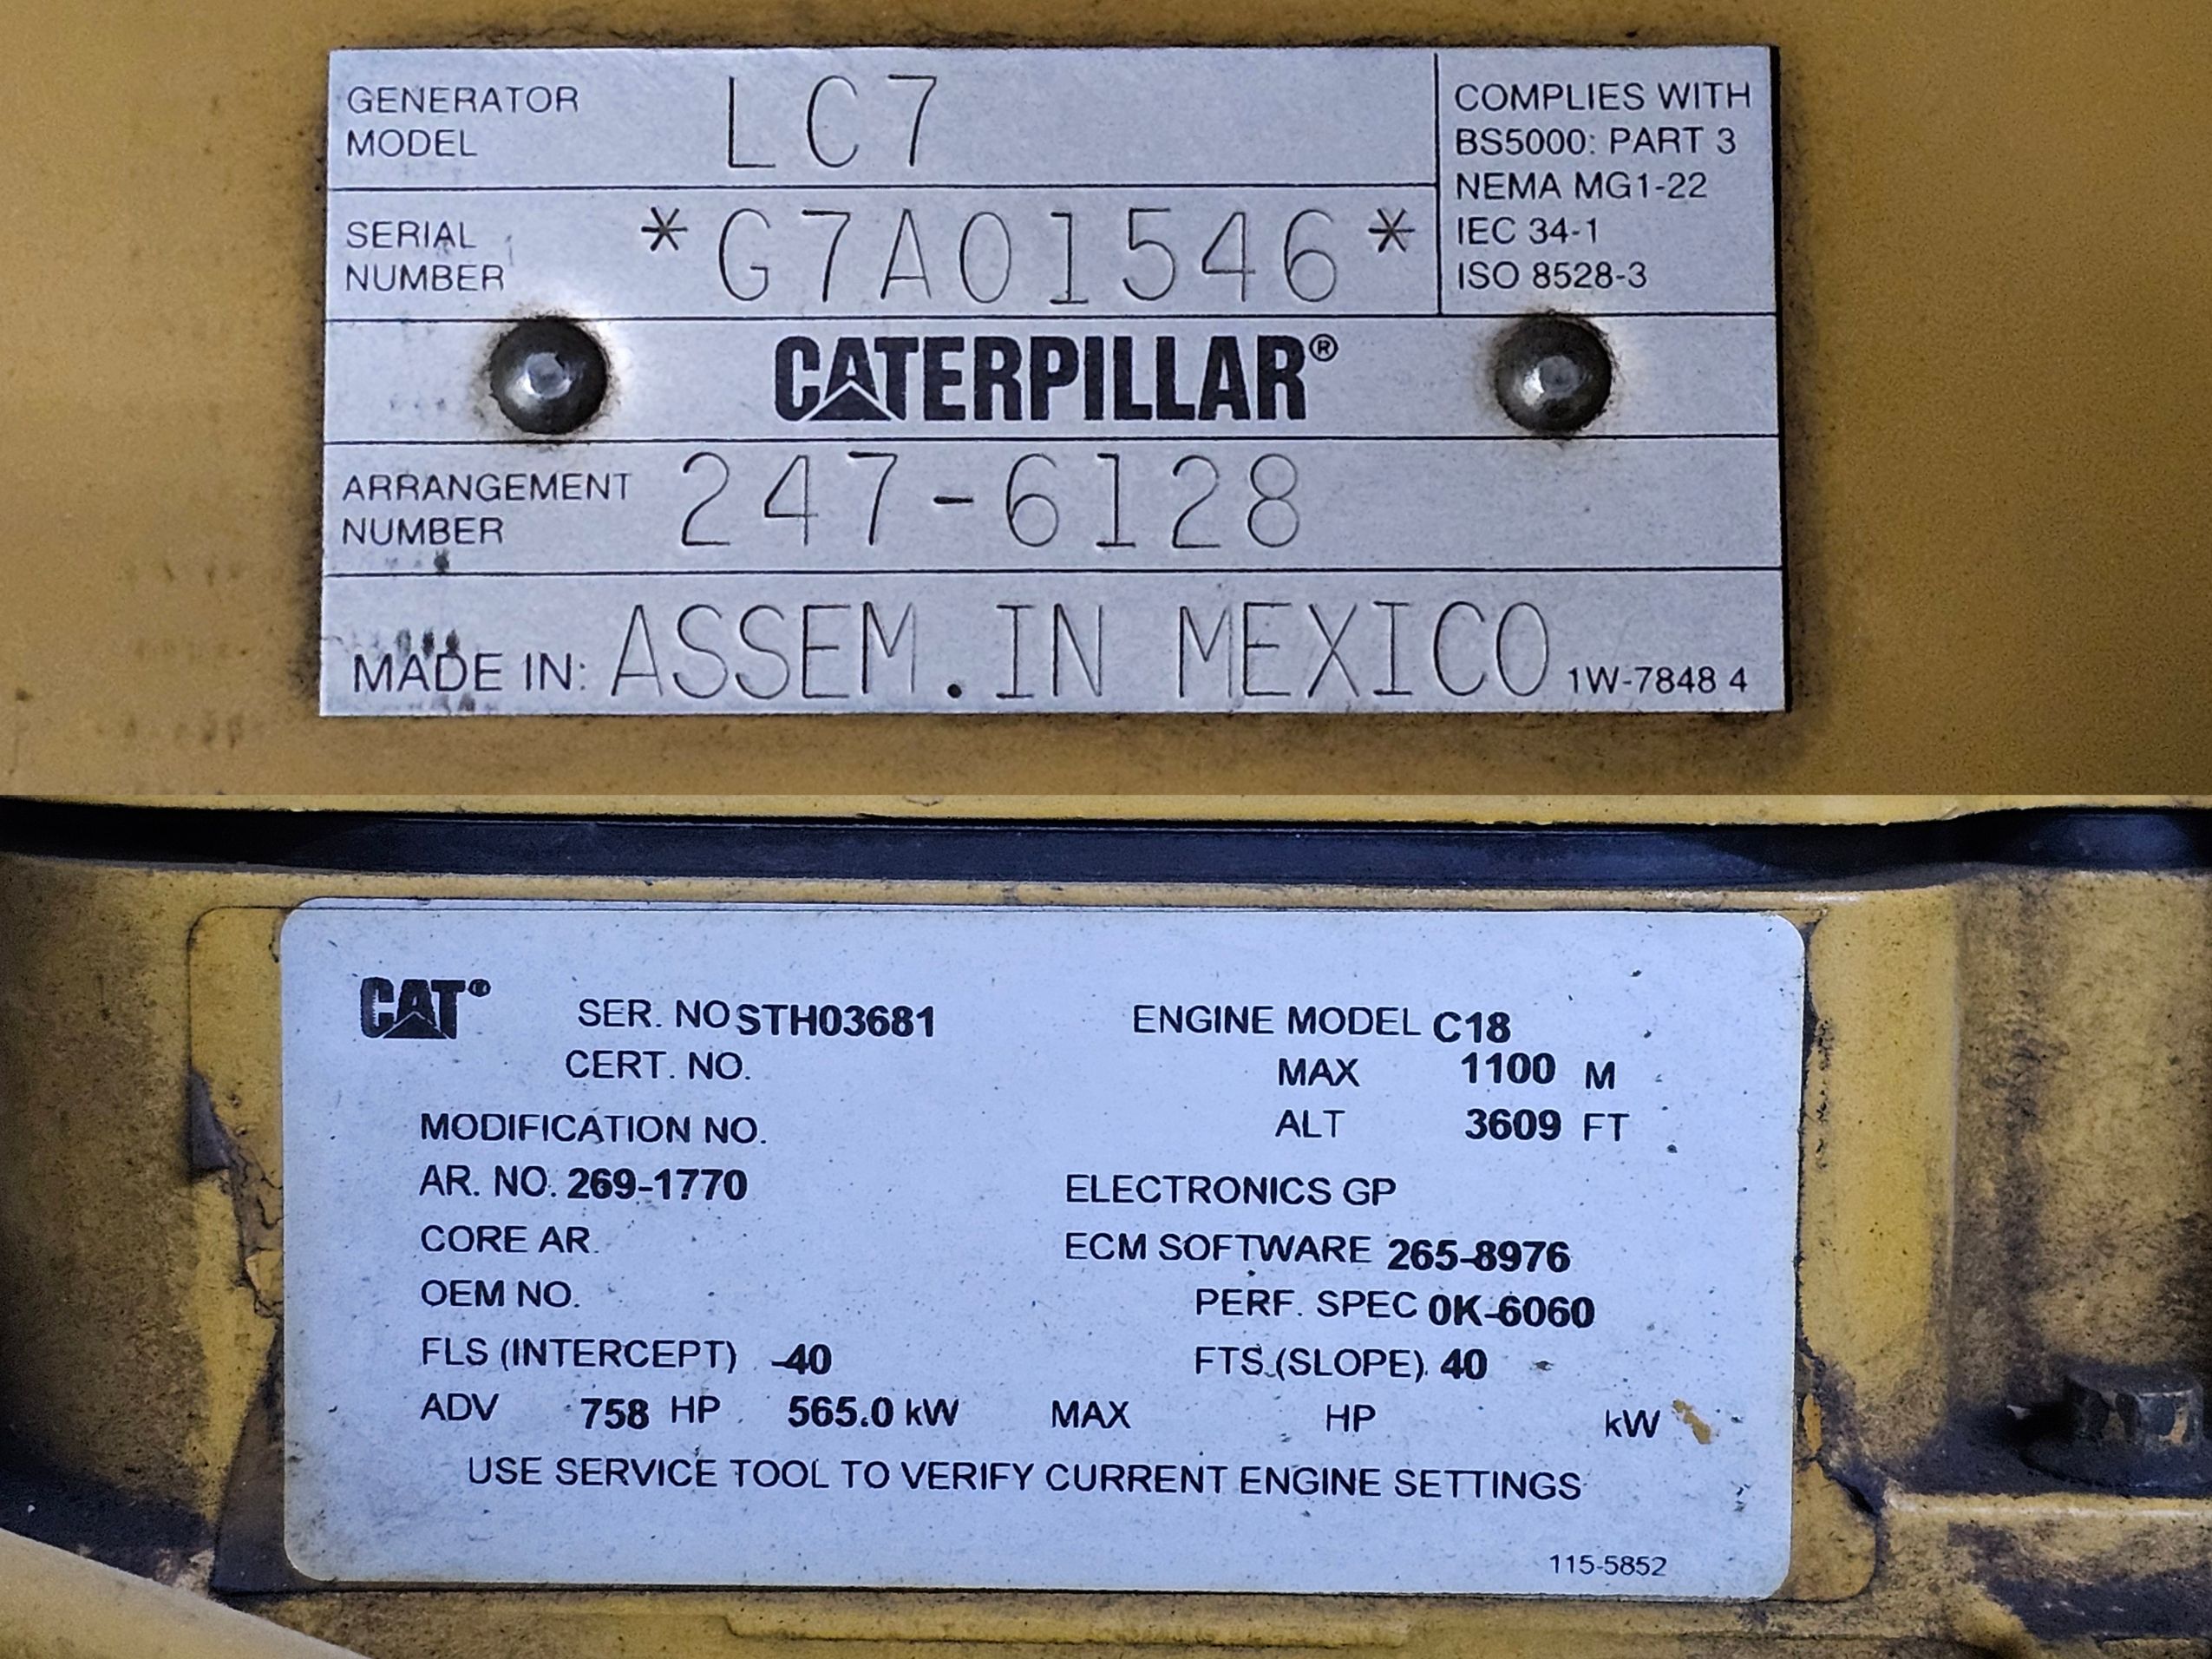 GENERATOR MODEL LC7
COMPLIES WITH
BS5000: PART 3
NEMA MG1-22
IEC 34-1
ISO 8528-3
SERIAL NUMBER *G7A01546*
CATERPILLAR®
ARRANGEMENT NUMBER 247-6128
MADE IN: ASSEM.IN MEXICO 1W-7848 4
CAT® SER. NO STH03681 ENGINE MODEL C18
CERT. NO. MAX 1100 M
MODIFICATION NO. ALT 3609 FT
AR. NO. 269-1770 ELECTRONICS GP
CORE AR. ECM SOFTWARE 265-8976
OEM NO. PERF. SPEC 0K-6060
FLS (INTERCEPT) -40 FTS (SLOPE) 40
ADV 758 HP 565.0 kW MAX HP kW
USE SERVICE TOOL TO VERIFY CURRENT ENGINE SETTINGS
115-5852